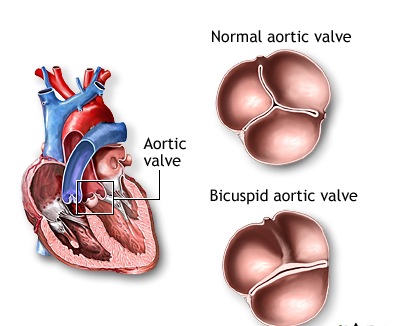 Normal aortic valve
Aortic
valve
Bicuspid aortic valve